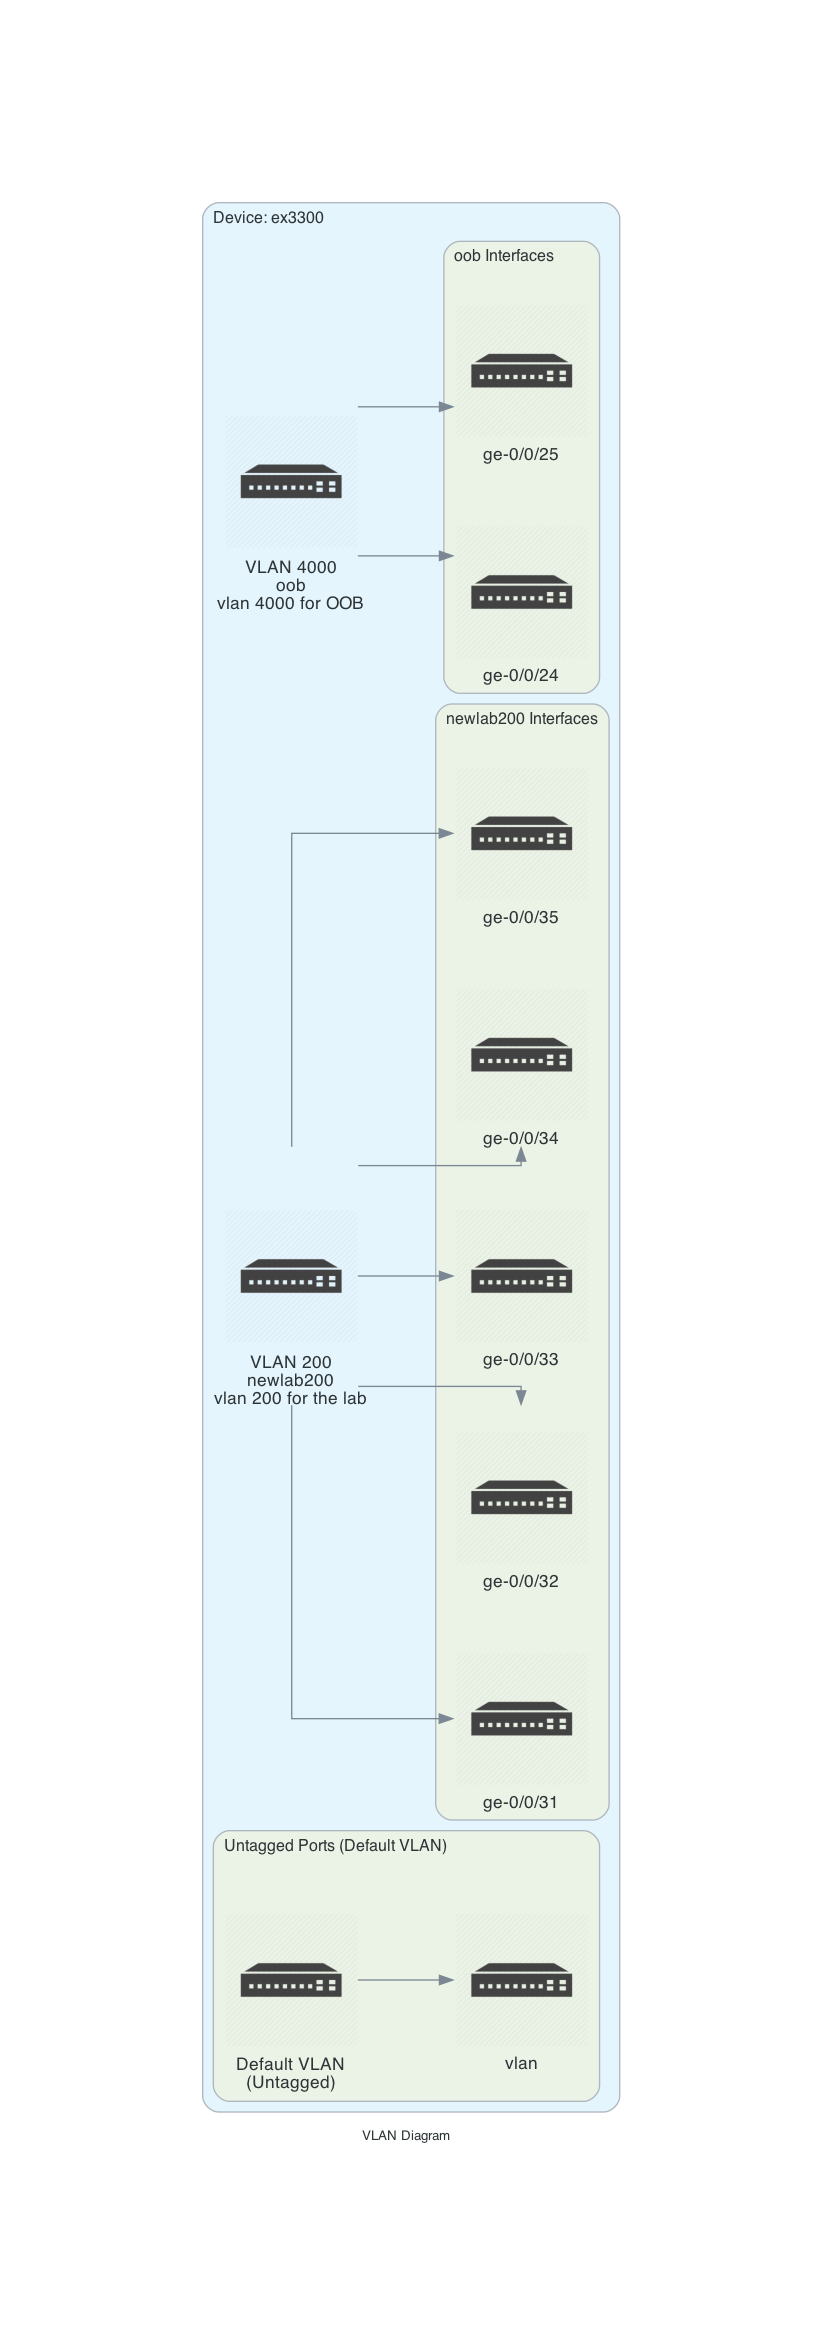 Device: ex3300
oob Interfaces
ge-0/0/25
VLAN 4000
oob
vlan 4000 for OOB
ge-0/0/24
newlab200 Interfaces
ge-0/0/35
ge-0/0/34
VLAN 200
newlab200
vlan 200 for the lab
ge-0/0/33
ge-0/0/32
ge-0/0/31
Untagged Ports (Default VLAN)
Default VLAN
(Untagged)
vlan
VLAN Diagram